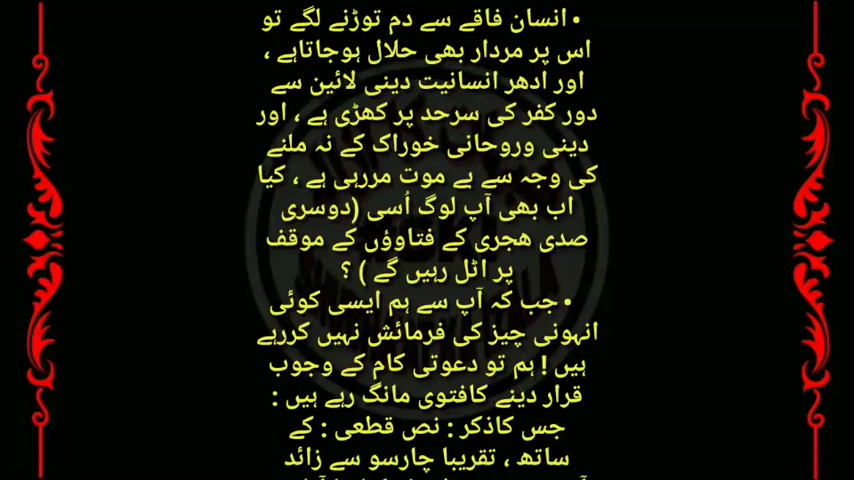 • انسان فاقے سے دم توڑنے لگے تو
اس پر مردار بھی حلال ہوجاتاہے ،
اور ادھر انسانیت دینی لائین سے
دور کفر کی سرحد پر کھڑی ہے ، اور
دینی وروحانی خوراک کے نہ ملنے
کی وجہ سے بے موت مررہی ہے ، کیا
اب بھی آپ لوگ اُسی (دوسری
صدی ھجری کے فتاوؤں کے موقف
پر اٹل رہیں گے ) ؟
• جب کہ آپ سے ہم ایسی کوئی
انہونی چیز کی فرمائش نہیں کررہے
ہیں ! ہم تو دعوتی کام کے وجوب
قرار دینے کافتوی مانگ رہے ہیں :
جس کاذکر : نص قطعی : کے
ساتھ ، تقریبا چارسو سے زائد